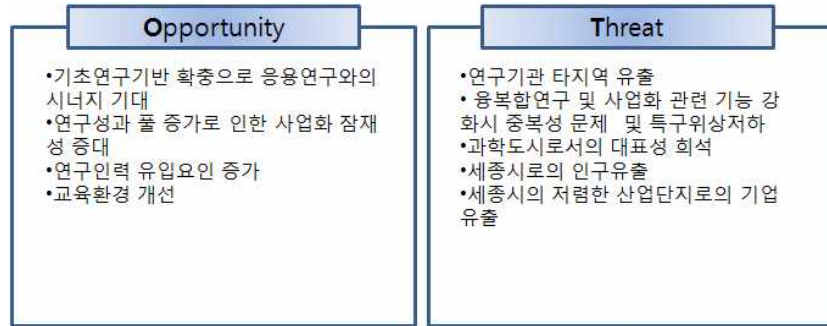 Opportunity
•기초연구기반 확충으로 응용연구와의
시너지 기대
•연구성과 풀 증가로 인한 사업화 잠재
성 증대
•연구인력 유입요인 증가
•교육환경 개선
Threat
•연구기관 타지역 유출
• 융복합연구 및 사업화 관련 기능 강
화시 중복성 문제 및 특구위상저하
•과학도시로서의 대표성 희석
•세종시로의 인구유출
•세종시의 저렴한 산업단지로의 기업
유출